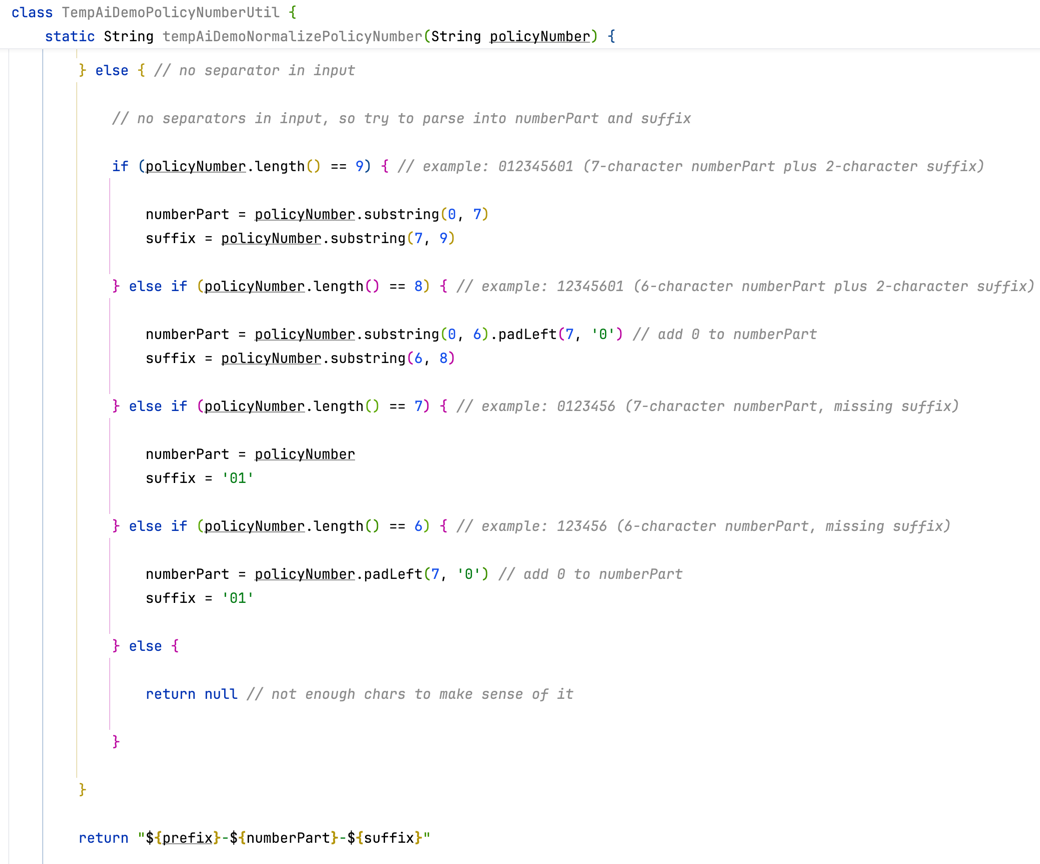 class TempAiDemoPolicyNumberUtil {
static String tempAiDemoNormalizePolicyNumber(String policyNumber) {
} else { // no separator in input
// no separators in input, so try to parse into numberPart and suffix
if (policyNumber.length() == 9) { // example: 012345601 (7-character numberPart plus 2-character suffix)
numberPart = policyNumber.substring(0, 7)
suffix = policyNumber.substring(7, 9)
} else if (policyNumber.length() == 8) { // example: 12345601 (6-character numberPart plus 2-character suffix)
numberPart = policyNumber.substring(0, 6).padLeft(7, '0') // add 0 to numberPart
suffix = policyNumber.substring(6, 8)
} else if (policyNumber.length() == 7) { // example: 0123456 (7-character numberPart, missing suffix)
numberPart = policyNumber
suffix = '01'
} else if (policyNumber.length() == 6) { // example: 123456 (6-character numberPart, missing suffix)
numberPart = policyNumber.padLeft(7, '0') // add 0 to numberPart
suffix = '01'
} else {
return null // not enough chars to make sense of it
}
}
return "${prefix}-${numberPart}-${suffix}"